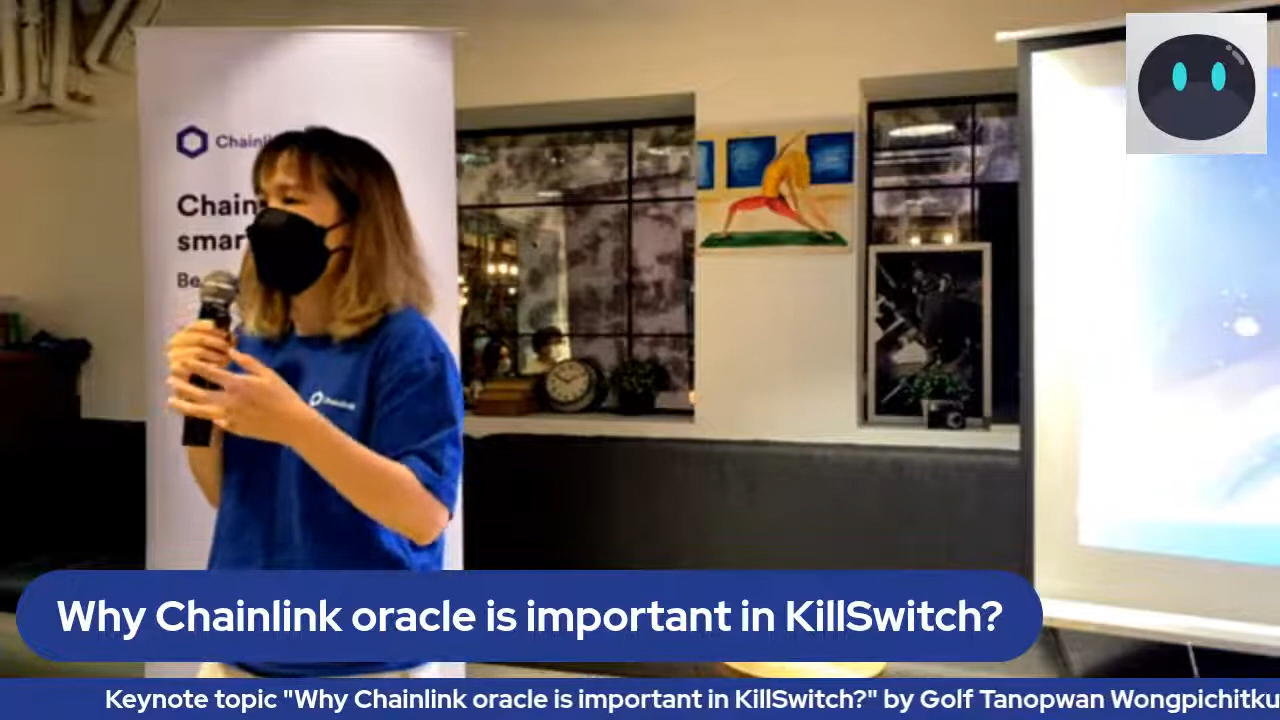 Chain
smar
Be
Chainlink
Why Chainlink oracle is important in KillSwitch?
Keynote topic "Why Chainlink oracle is important in KillSwitch?" by Golf Tanopwan Wongpichitku